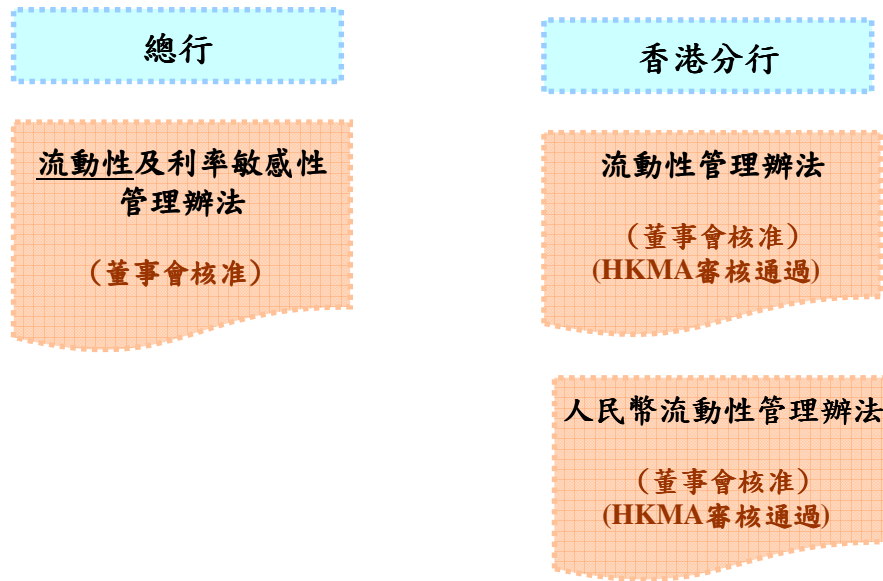 總行
流動性及利率敏感性
管理辦法
（董事會核准）
香港分行
流動性管理辦法
（董事會核准）
(HKMA審核通過)
人民幣流動性管理辦法
（董事會核准）
(HKMA審核通過)